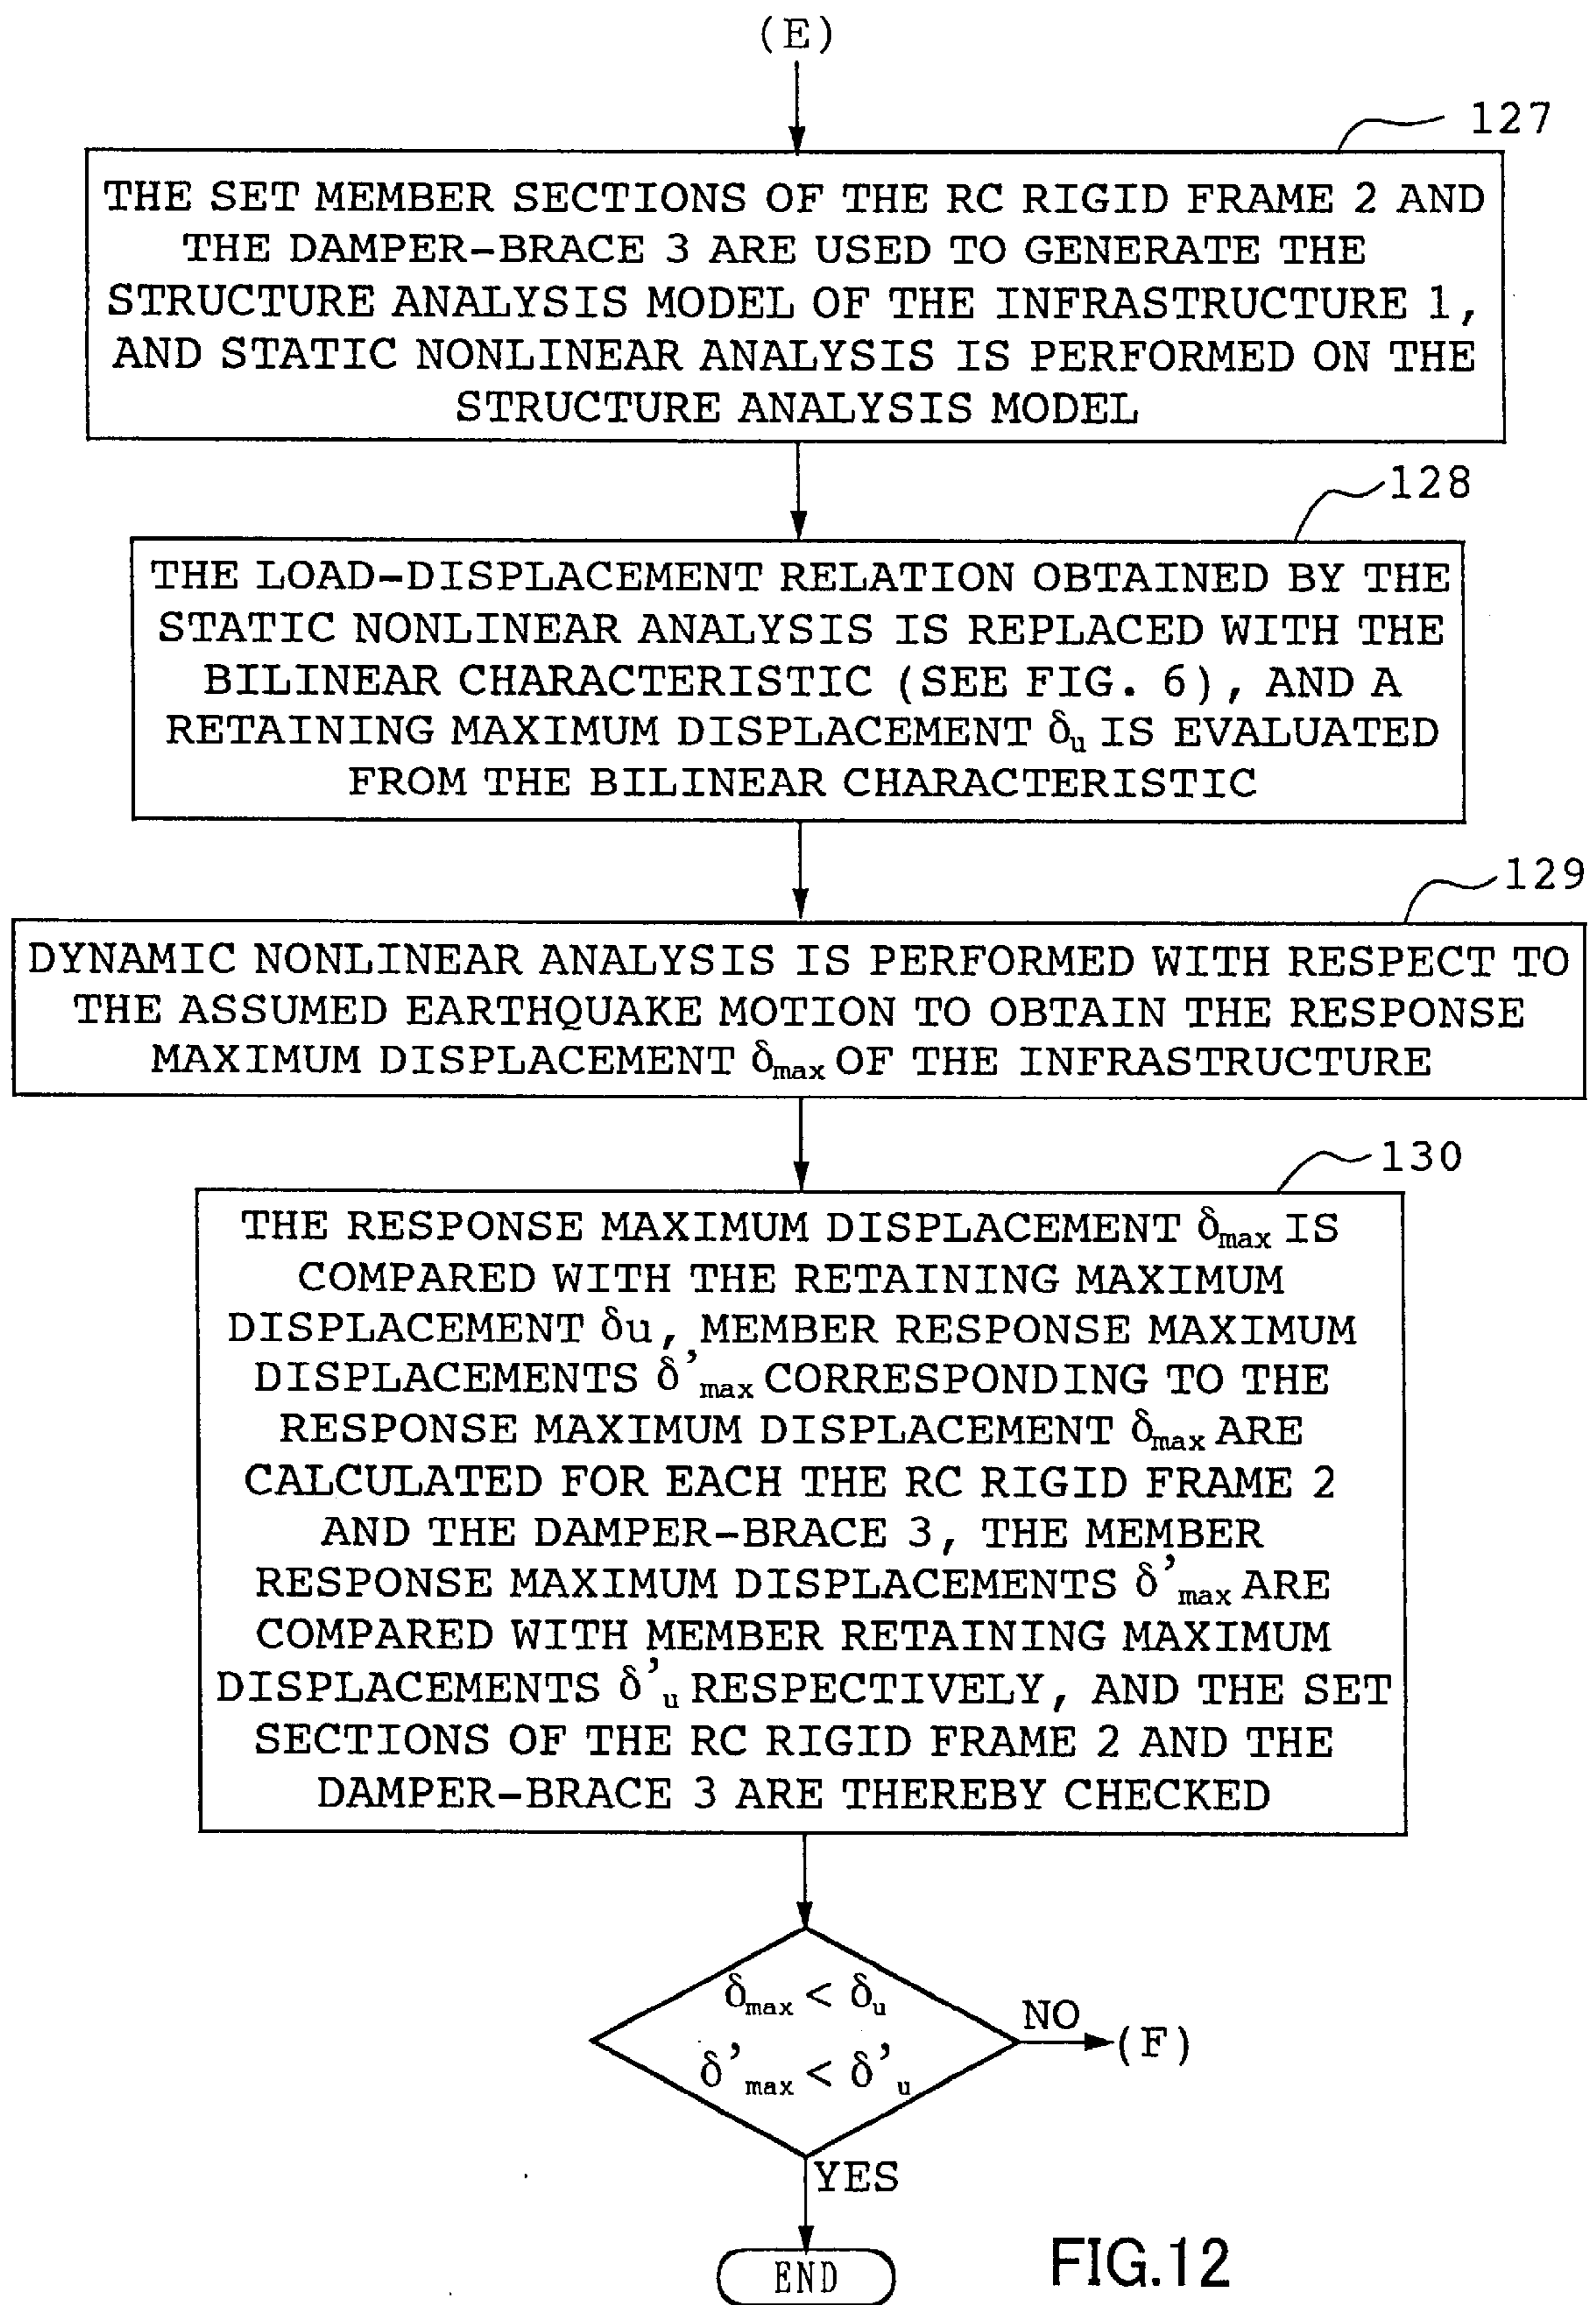 (E)
127
THE SET MEMBER SECTIONS OF THE RC RIGID FRAME 2 AND
THE DAMPER-BRACE 3 ARE USED TO GENERATE THE
STRUCTURE ANALYSIS MODEL OF THE INFRASTRUCTURE 1,
AND STATIC NONLINEAR ANALYSIS IS PERFORMED ON THE
STRUCTURE ANALYSIS MODEL
128
THE LOAD-DISPLACEMENT RELATION OBTAINED BY THE
STATIC NONLINEAR ANALYSIS IS REPLACED WITH THE
BILINEAR CHARACTERISTIC (SEE FIG. 6), AND A
RETAINING MAXIMUM DISPLACEMENT δu IS EVALUATED
FROM THE BILINEAR CHARACTERISTIC
129
DYNAMIC NONLINEAR ANALYSIS IS PERFORMED WITH RESPECT TO
THE ASSUMED EARTHQUAKE MOTION TO OBTAIN THE RESPONSE
MAXIMUM DISPLACEMENT δmax OF THE INFRASTRUCTURE
130
THE RESPONSE MAXIMUM DISPLACEMENT δmax IS
COMPARED WITH THE RETAINING MAXIMUM
DISPLACEMENT δu, MEMBER RESPONSE MAXIMUM
DISPLACEMENTS δ'max CORRESPONDING TO THE
RESPONSE MAXIMUM DISPLACEMENT δmax ARE
CALCULATED FOR EACH THE RC RIGID FRAME 2
AND THE DAMPER-BRACE 3, THE MEMBER
RESPONSE MAXIMUM DISPLACEMENTS δ'max ARE
COMPARED WITH MEMBER RETAINING MAXIMUM
DISPLACEMENTS δ'u RESPECTIVELY, AND THE SET
SECTIONS OF THE RC RIGID FRAME 2 AND THE
DAMPER-BRACE 3 ARE THEREBY CHECKED
δmax < δu
δ'max < δ'u
NO
(F)
YES
END
FIG.12